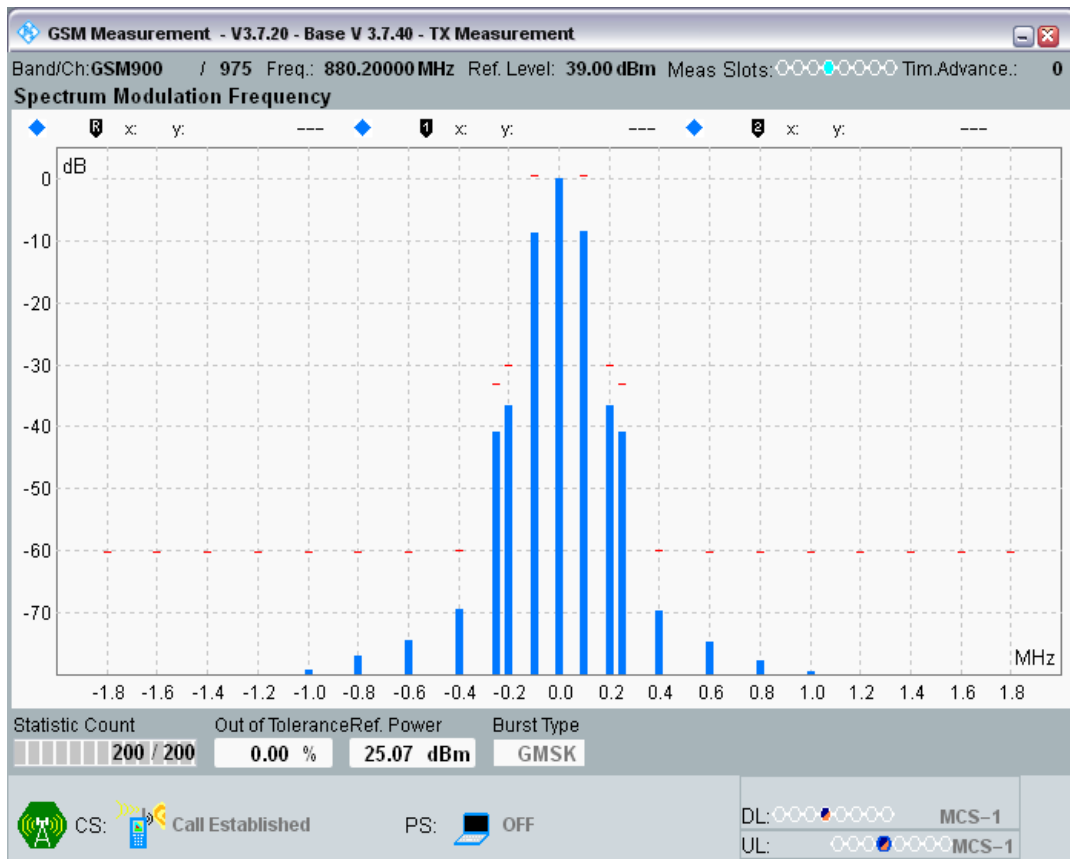 GSM Measurement - V3.7.20 - Base V 3.7.40 - TX Measurement
Band/Ch:GSM900 / 975 Freq.: 880.20000 MHz Ref. Level: 39.00 dBm Meas Slots: Tim.Advance.: 0
Spectrum Modulation Frequency
R x: y: --- 1 x: y: --- 2 x: y: ---
dB
0
-10
-20
-30
-40
-50
-60
-70
MHz
-1.8 -1.6 -1.4 -1.2 -1.0 -0.8 -0.6 -0.4 -0.2 0.0 0.2 0.4 0.6 0.8 1.0 1.2 1.4 1.6 1.8
Statistic Count Out of Tolerance Ref. Power Burst Type
200 / 200 0.00 % 25.07 dBm GMSK
CS: Call Established PS: OFF
DL: MCS-1
UL: MCS-1